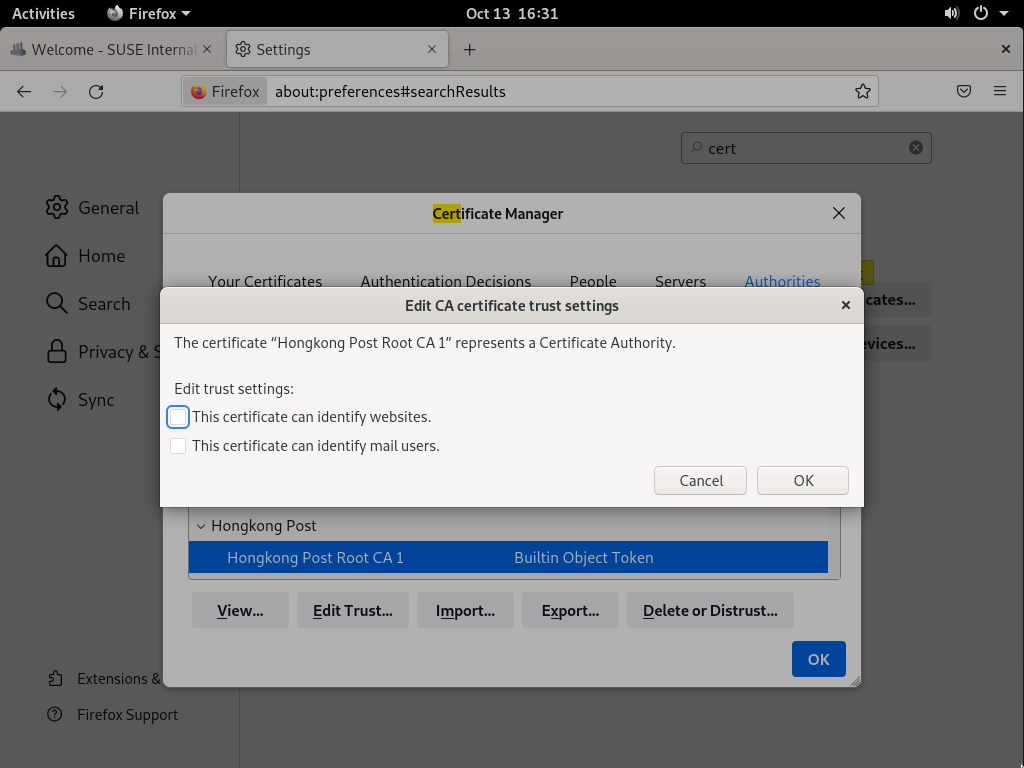 Activities Firefox Oct 13 16:31
Welcome - SUSE Internal Settings
Firefox about:preferences#searchResults
cert
General
Home
Search
Privacy & S
Sync
Certificate Manager
Your Certificates Authentication Decisions People Servers Authorities
icates...
evices...
Edit CA certificate trust settings
The certificate “Hongkong Post Root CA 1” represents a Certificate Authority.
Edit trust settings:
This certificate can identify websites.
This certificate can identify mail users.
Cancel OK
Hongkong Post
Hongkong Post Root CA 1 Builtin Object Token
View... Edit Trust... Import... Export... Delete or Distrust...
OK
Extensions &
Firefox Support